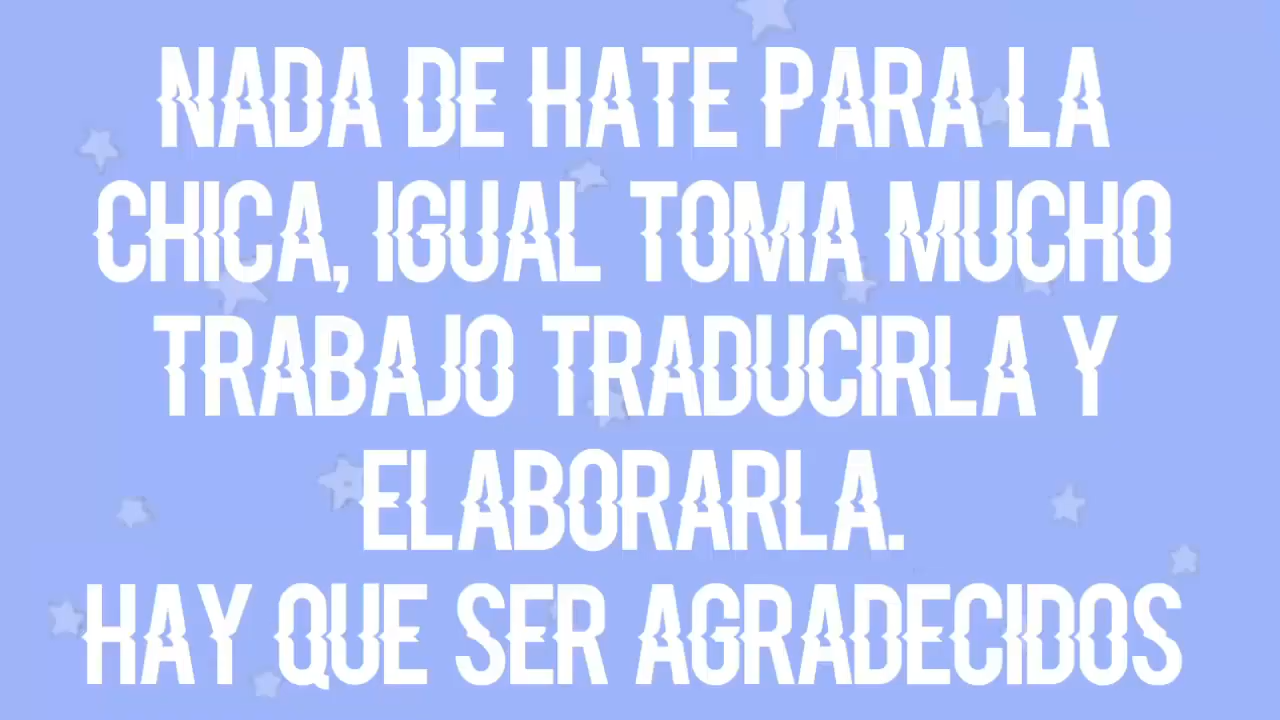 NADA DE HATE PARA LA
CHICA, IGUAL TOMA MUCHO
TRABAJO TRADUCIRLA Y
ELABORARLA.
HAY QUE SER AGRADECIDOS